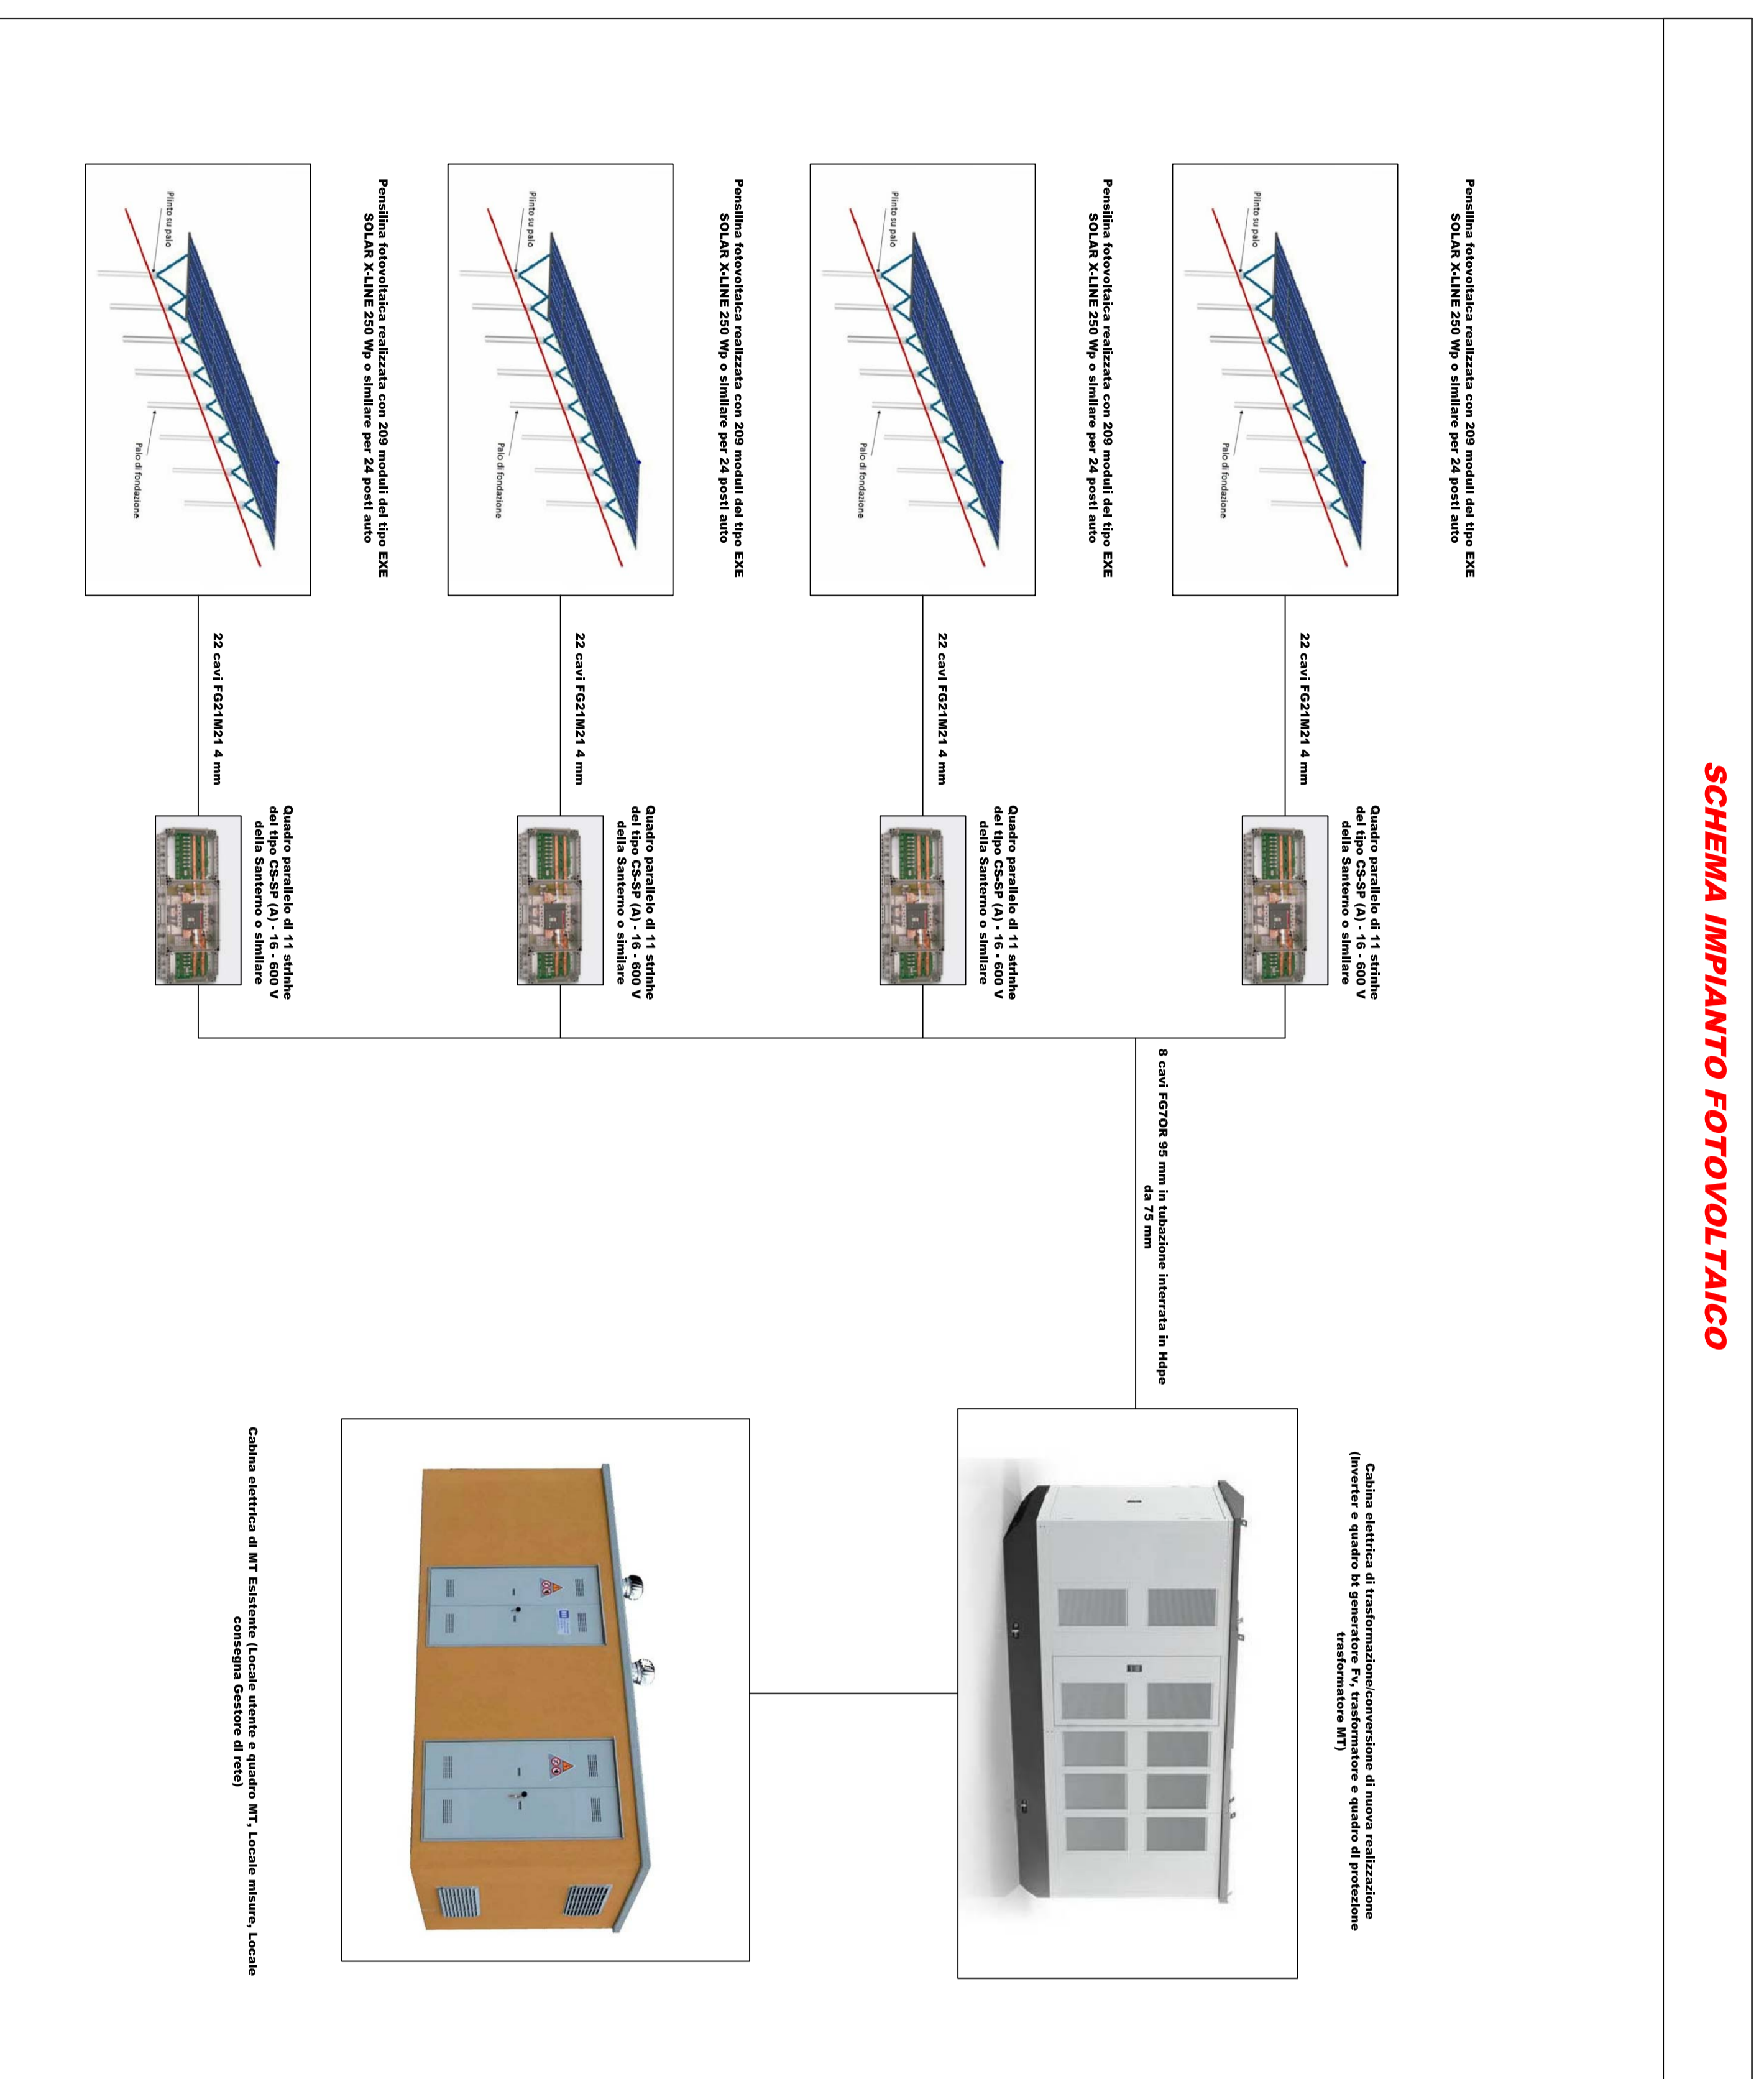 SCHEMA IMPIANTO FOTOVOLTAICO
Pensilina fotovoltaica realizzata con 209 moduli del tipo EXE
SOLAR X-LINE 250 Wp o similare per 24 posti auto
Plinto su palo
Palo di fondazione
22 cavi FG21M21 4 mm
Quadro parallelo di 11 strinhe
del tipo CS-SP (A) - 16 - 600 V
della Santerno o similare
Pensilina fotovoltaica realizzata con 209 moduli del tipo EXE
SOLAR X-LINE 250 Wp o similare per 24 posti auto
Plinto su palo
Palo di fondazione
22 cavi FG21M21 4 mm
Quadro parallelo di 11 strinhe
del tipo CS-SP (A) - 16 - 600 V
della Santerno o similare
Pensilina fotovoltaica realizzata con 209 moduli del tipo EXE
SOLAR X-LINE 250 Wp o similare per 24 posti auto
Plinto su palo
Palo di fondazione
22 cavi FG21M21 4 mm
Quadro parallelo di 11 strinhe
del tipo CS-SP (A) - 16 - 600 V
della Santerno o similare
Pensilina fotovoltaica realizzata con 209 moduli del tipo EXE
SOLAR X-LINE 250 Wp o similare per 24 posti auto
Plinto su palo
Palo di fondazione
22 cavi FG21M21 4 mm
Quadro parallelo di 11 strinhe
del tipo CS-SP (A) - 16 - 600 V
della Santerno o similare
8 cavi FG7OR 95 mm in tubazione interrata in Hdpe
da 75 mm
Cabina elettrica di trasformazione/conversione di nuova realizzazione
(Inverter e quadro bt generatore Fv, trasformatore e quadro di protezione
trasformatore MT)
Cabina elettrica di MT Esistente (Locale utente e quadro MT, Locale misure, Locale
consegna Gestore di rete)